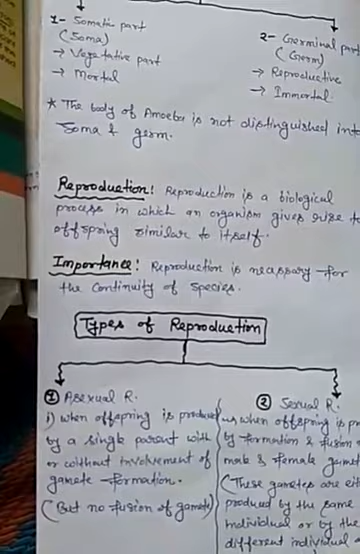 1- Somatic part
(Soma)
→ Vegetative part
→ Mortal
2- Germinal part
(Germ)
→ Reproductive
→ Immortal
* The body of Amoeba is not distinguished into
soma & germ.
Reproduction: Reproduction is a biological
process in which an organism gives rise to
offspring similar to itself.
Importance: Reproduction is necessary for
the continuity of species.
Types of Reproduction
① Asexual R.
i) when offspring is
by a single parent with
or without involvement of
gamete formation.
(But no fusion of gamete)
② Sexual R.
when offspring is
by formation & fusion
male & female
(These gametes are
produced by the same
individual or by the
different individual